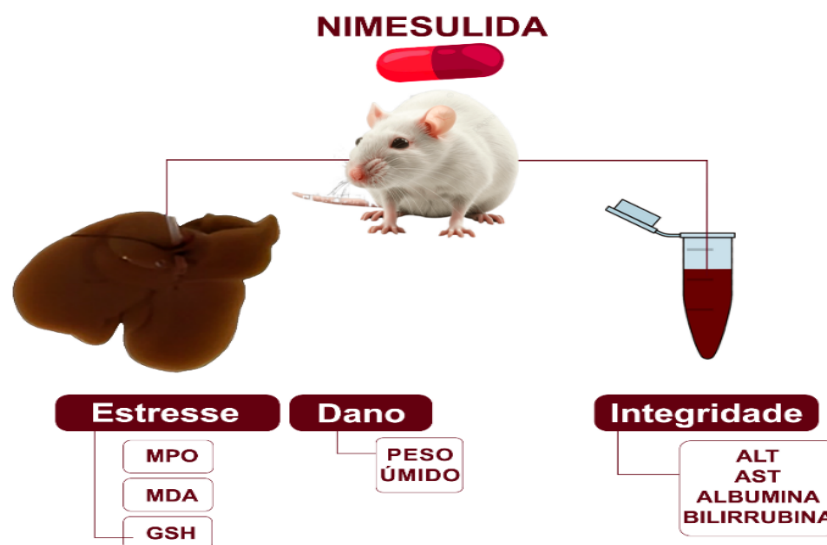 NIMESULIDA
Estresse
MPO
MDA
GSH
Dano
PESO
ÚMIDO
Integridade
ALT
AST
ALBUMINA
BILIRRUBINA